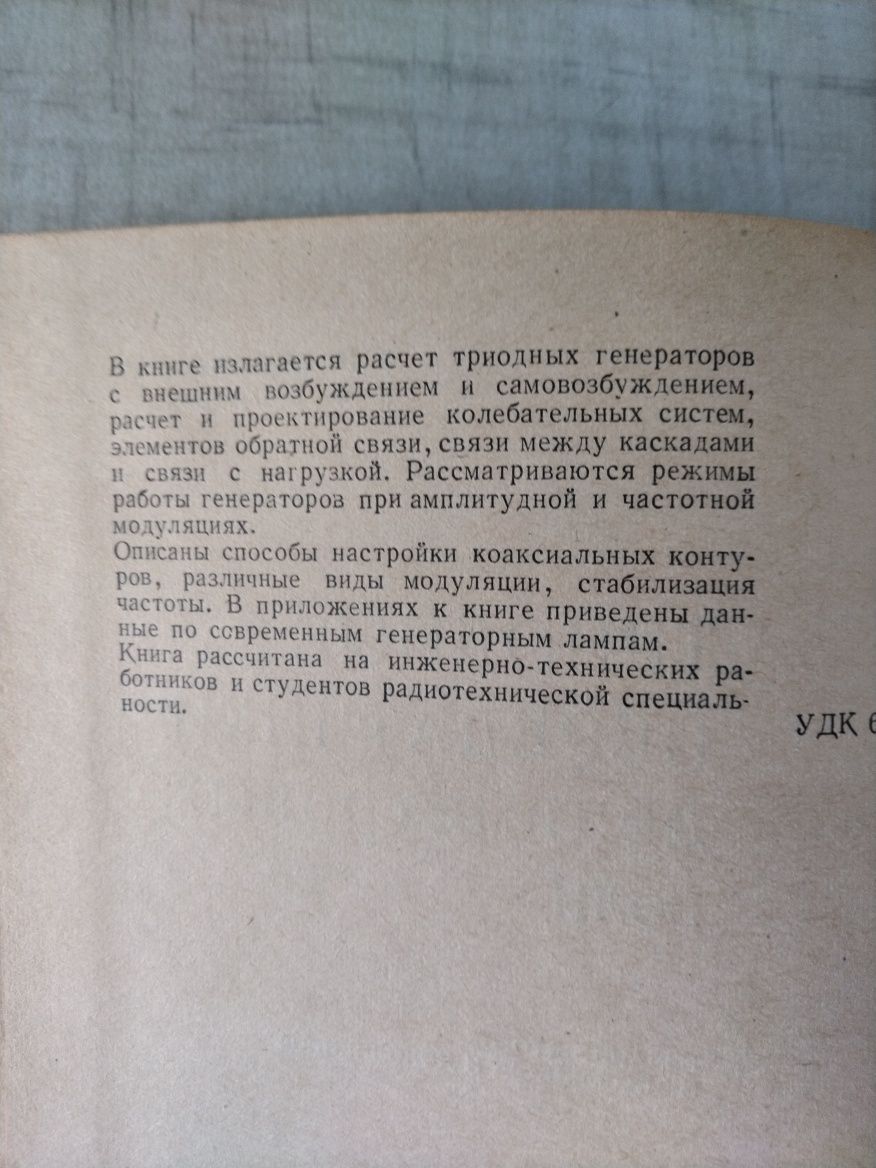 В книге излагается расчет триодных генераторов
с внешним возбуждением и самовозбуждением,
расчет и проектирование колебательных систем,
элементов обратной связи, связи между каскадами
и связи с нагрузкой. Рассматриваются режимы
работы генераторов при амплитудной и частотной
модуляциях.
Описаны способы настройки коаксиальных конту-
ров, различные виды модуляции, стабилизация
частоты. В приложениях к книге приведены дан-
ные по современным генераторным лампам.
Книга рассчитана на инженерно-технических ра-
ботников и студентов радиотехнической специаль-
ности.
УДК 6